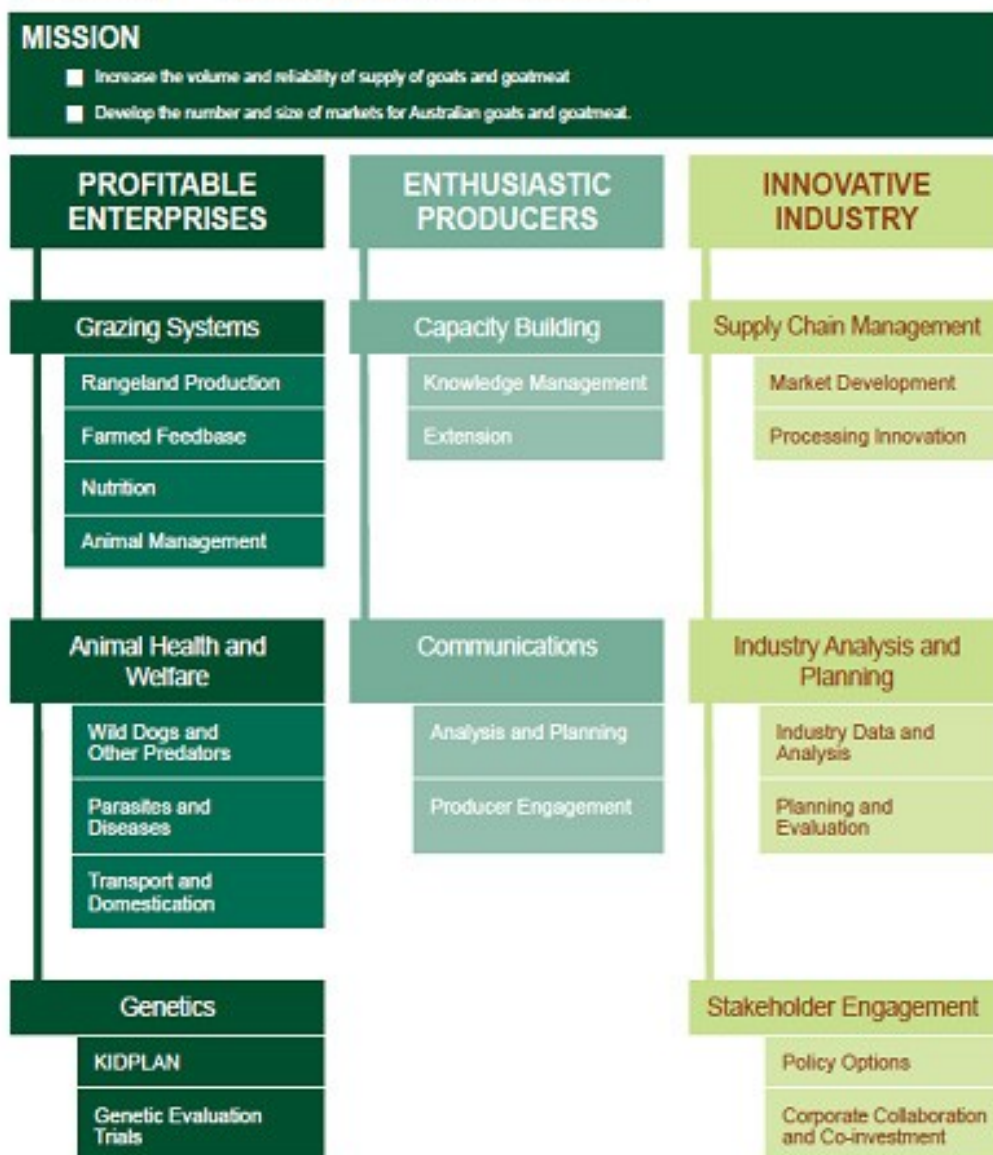 MISSION
Increase the volume and reliability of supply of goats and goatmeat
Develop the number and size of markets for Australian goats and goatmeat.
PROFITABLE
ENTERPRISES
Grazing Systems
Rangeland Production
Farmed Feedbase
Nutrition
Animal Management
Animal Health and
Welfare
Wild Dogs and
Other Predators
Parasites and
Diseases
Transport and
Domestication
Genetics
KIDPLAN
Genetic Evaluation
Trials
ENTHUSIASTIC
PRODUCERS
Capacity Building
Knowledge Management
Extension
Communications
Analysis and Planning
Producer Engagement
INNOVATIVE
INDUSTRY
Supply Chain Management
Market Development
Processing Innovation
Industry Analysis and
Planning
Industry Data and
Analysis
Planning and
Evaluation
Stakeholder Engagement
Policy Options
Corporate Collaboration
and Co-investment